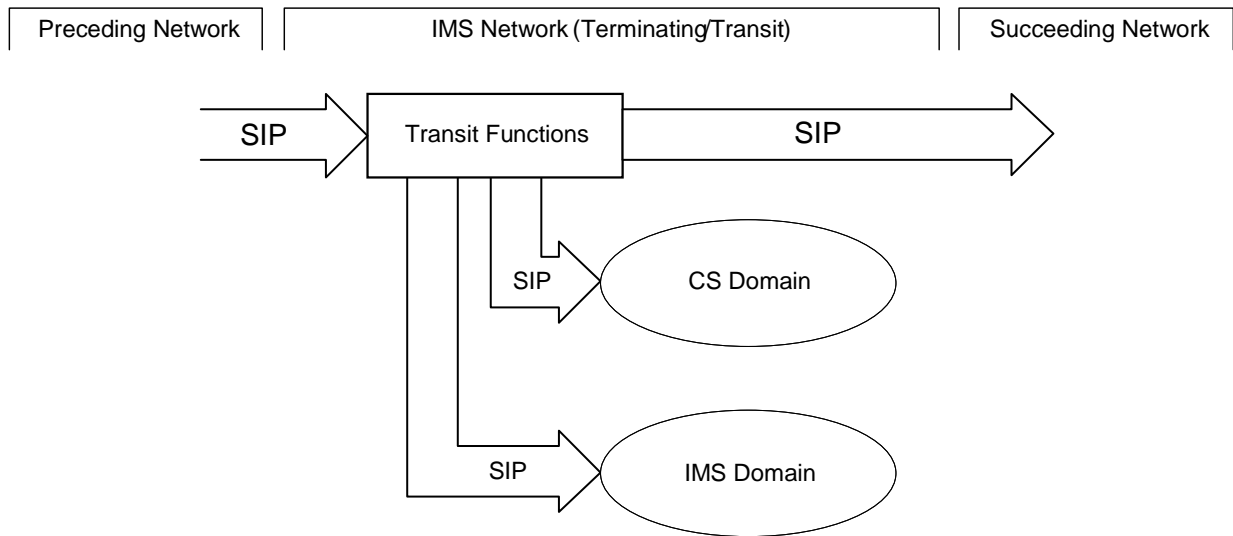 Preceding Network
IMS Network (Terminating/Transit)
Succeeding Network
SIP
Transit Functions
SIP
SIP
CS Domain
SIP
IMS Domain